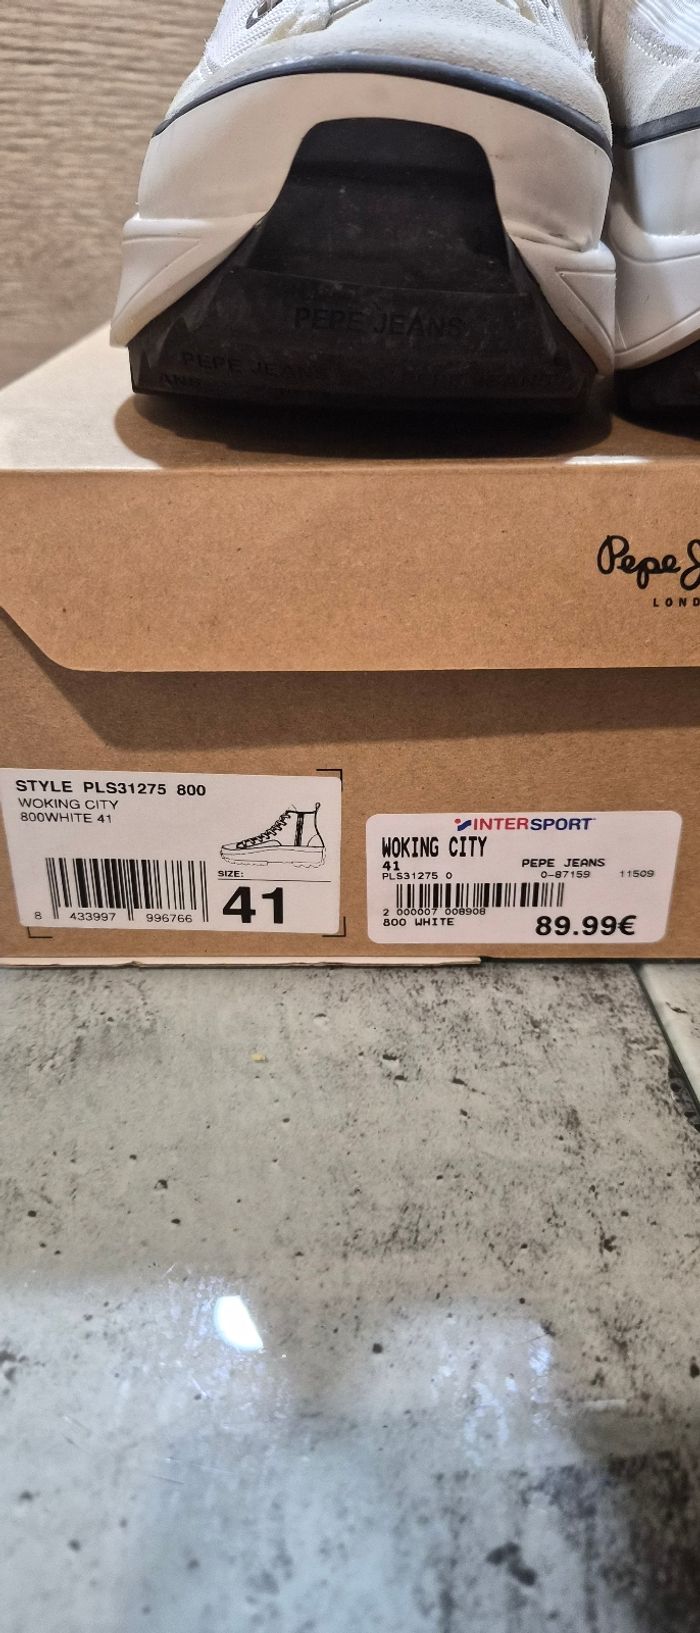 PEPE JEANS
PEPE JEANS
ANS
Pepe J
LOND
STYLE PLS31275 800
WOKING CITY
800WHITE 41
SIZE:
41
8 433997 996766
INTERSPORT
WOKING CITY
41 PEPE JEANS
PLS31275 0 0-87159 11509
2 000007 008908
800 WHITE 89.99€